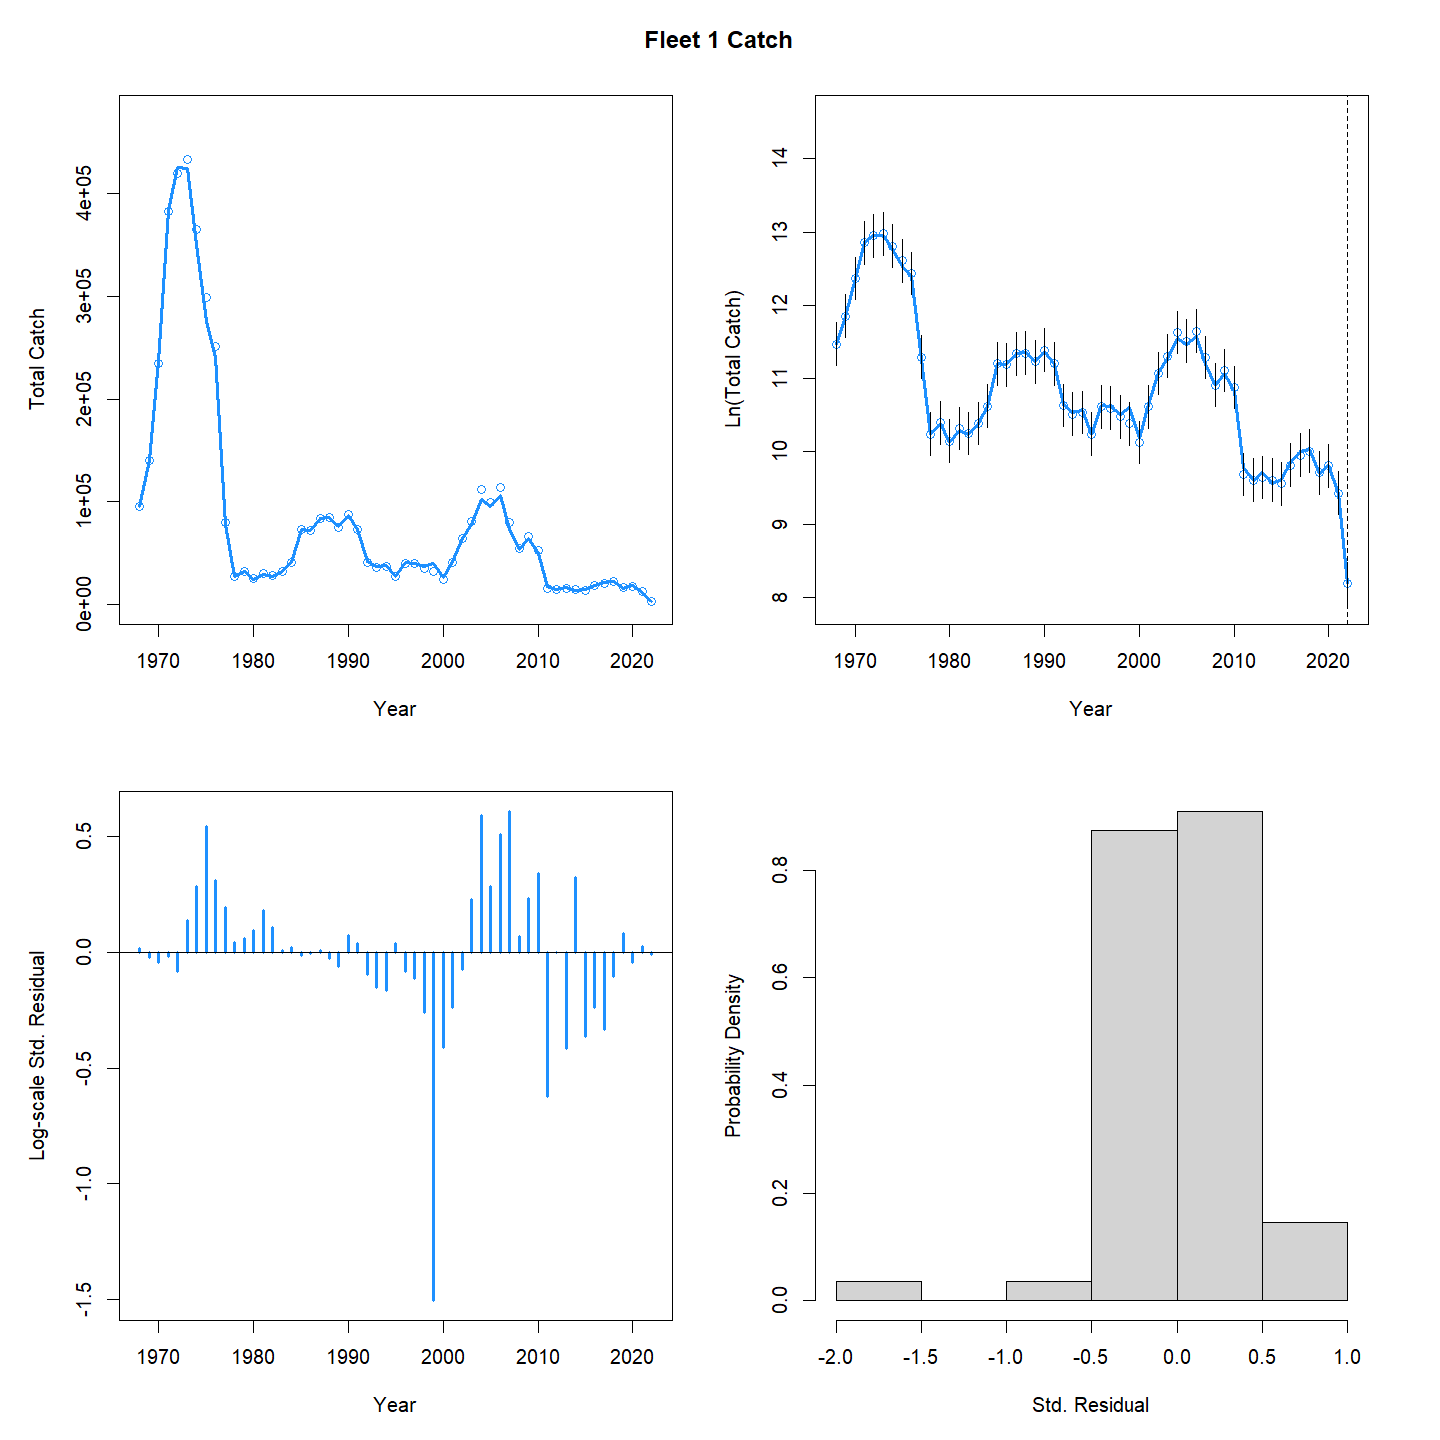 Fleet 1 Catch
Total Catch
0e+00 1e+05 2e+05 3e+05 4e+05
1970 1980 1990 2000 2010 2020
Year
Ln(Total Catch)
8 9 10 11 12 13 14
1970 1980 1990 2000 2010 2020
Year
Log-scale Std. Residual
-1.5 -1.0 -0.5 0.0 0.5
1970 1980 1990 2000 2010 2020
Year
Probability Density
0.0 0.2 0.4 0.6 0.8
-2.0 -1.5 -1.0 -0.5 0.0 0.5 1.0
Std. Residual